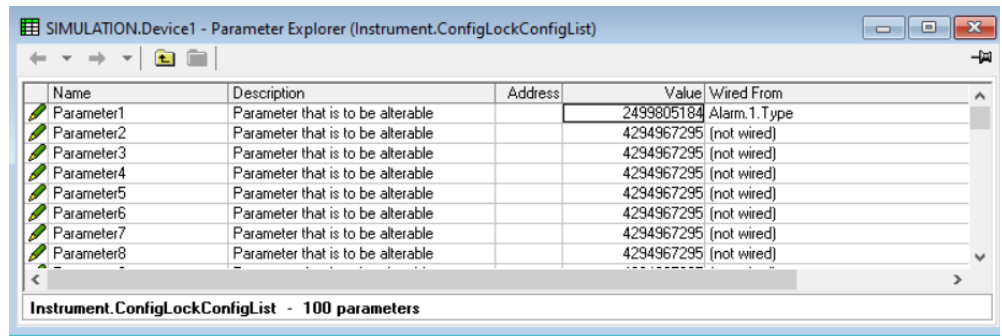 SIMULATION.Device1 - Parameter Explorer (Instrument.ConfigLockConfigList)
Name Description Address Value Wired From
Parameter1 Parameter that is to be alterable 2499805184 Alarm.1.Type
Parameter2 Parameter that is to be alterable 4294967295 (not wired)
Parameter3 Parameter that is to be alterable 4294967295 (not wired)
Parameter4 Parameter that is to be alterable 4294967295 (not wired)
Parameter5 Parameter that is to be alterable 4294967295 (not wired)
Parameter6 Parameter that is to be alterable 4294967295 (not wired)
Parameter7 Parameter that is to be alterable 4294967295 (not wired)
Parameter8 Parameter that is to be alterable 4294967295 (not wired)
Instrument.ConfigLockConfigList - 100 parameters